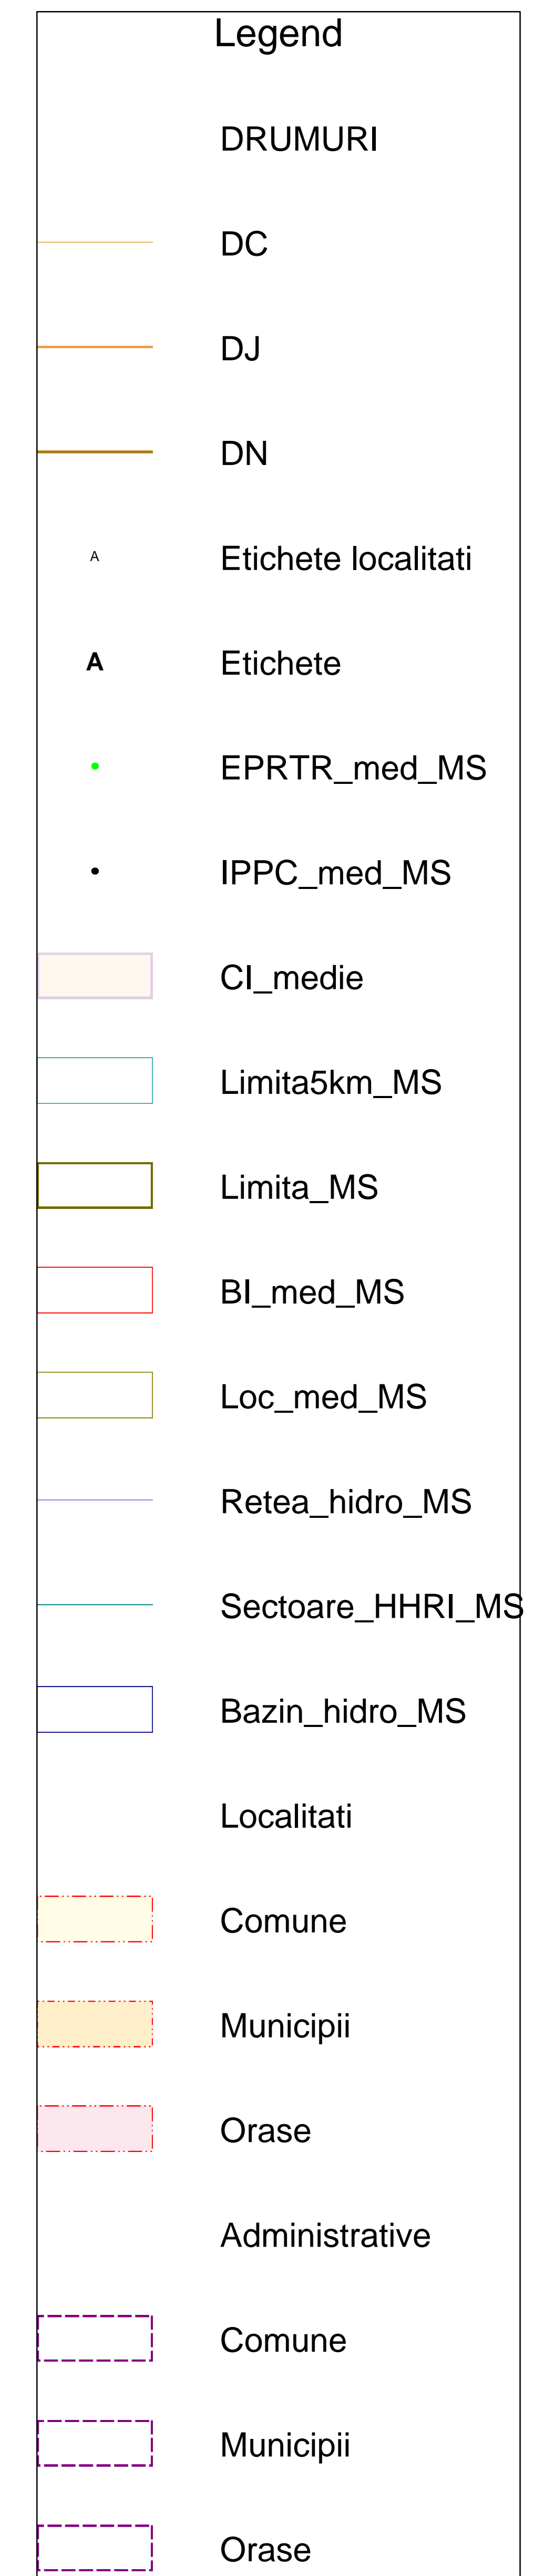 Legend
DRUMURI
DC
DJ
DN
A Etichete localitati
A Etichete
EPRTR_med_MS
IPPC_med_MS
CI_medie
Limita5km_MS
Limita_MS
BI_med_MS
Loc_med_MS
Retea_hidro_MS
Sectoare_HHRI_MS
Bazin_hidro_MS
Localitati
Comune
Municipii
Orase
Administrative
Comune
Municipii
Orase